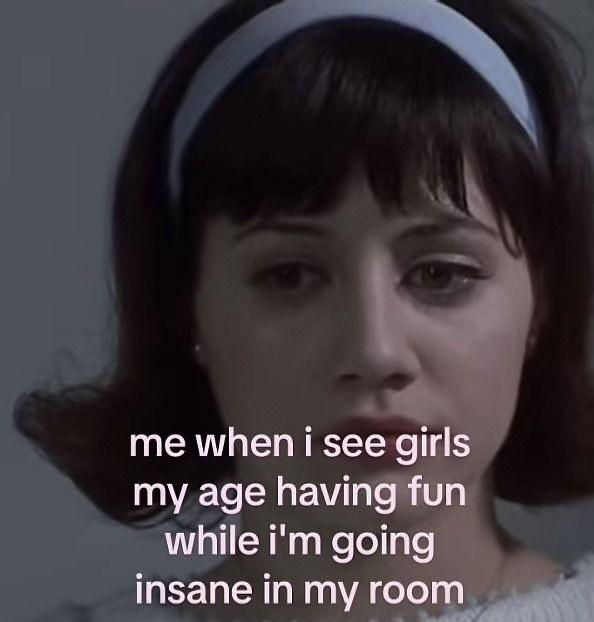 me when i see girls
my age having fun
while i'm going
insane in my room